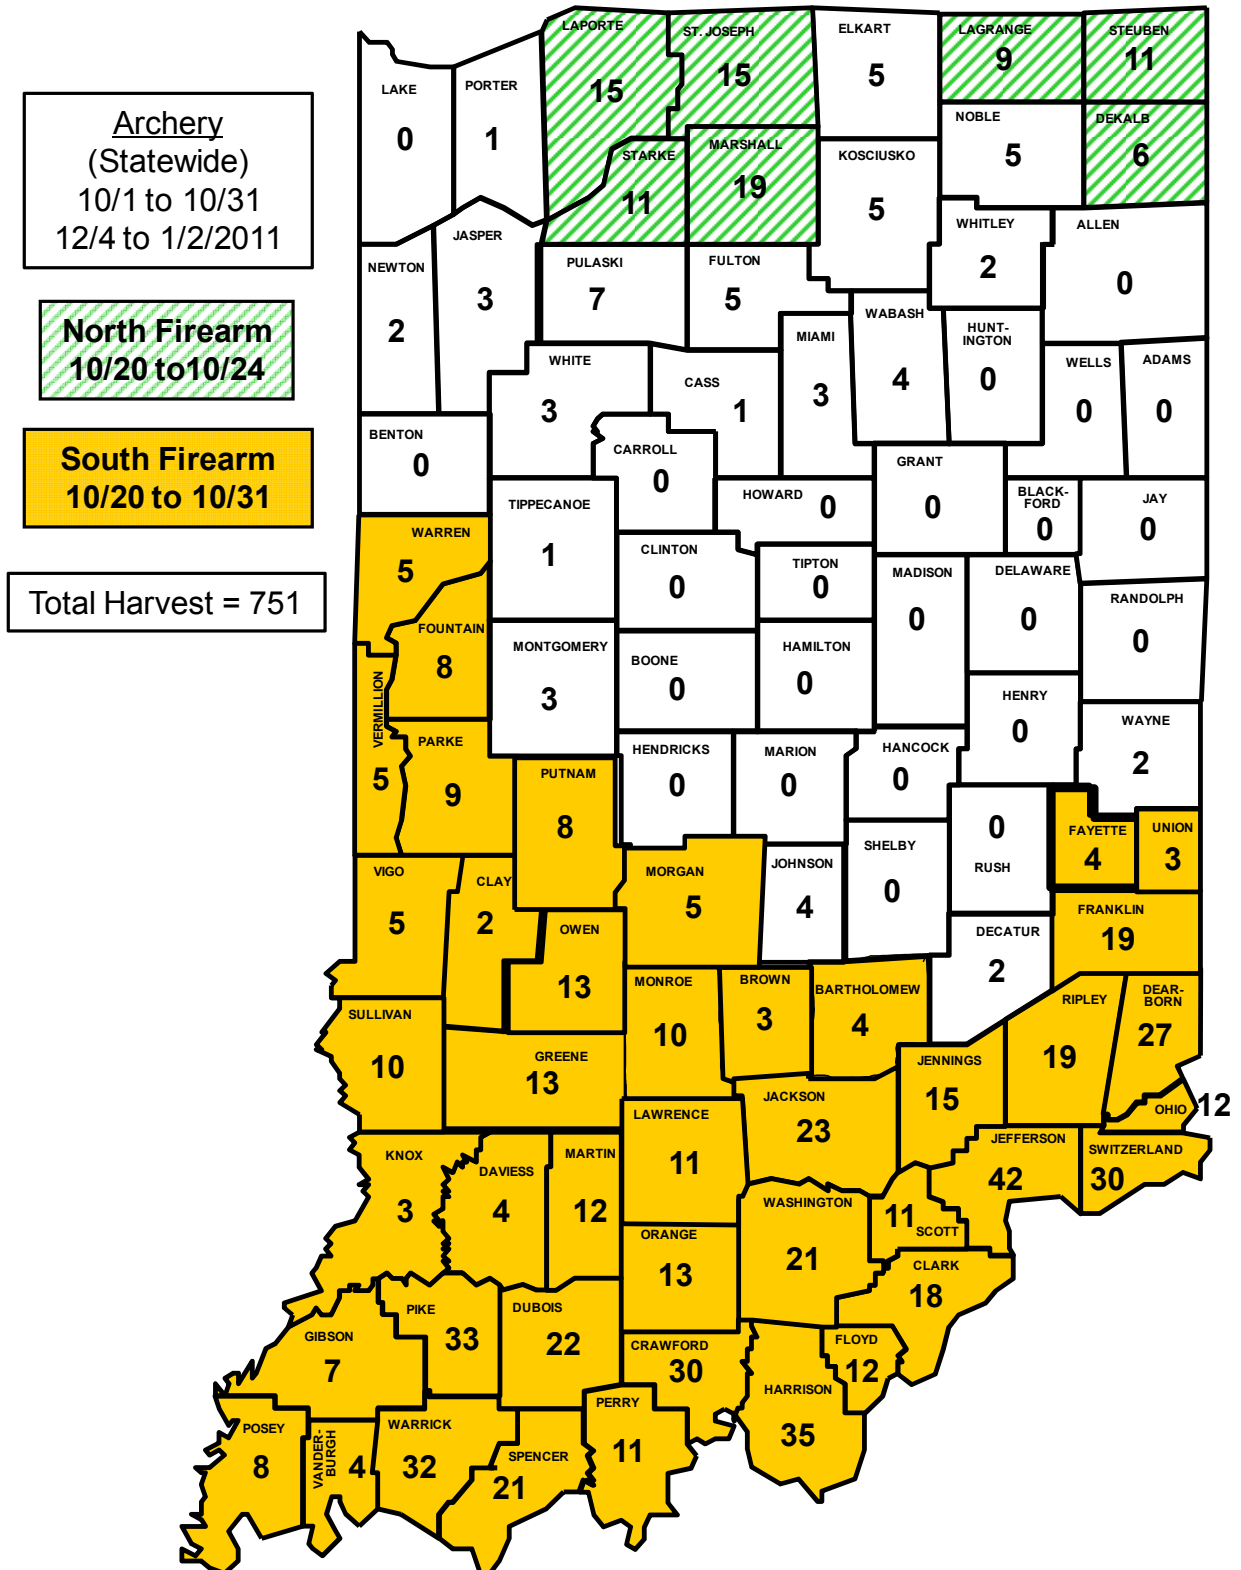 Archery
(Statewide)
10/1 to 10/31
12/4 to 1/2/2011
North Firearm
10/20 to10/24
South Firearm
10/20 to 10/31
Total Harvest = 751
LAKE
0
PORTER
1
LAPORTE
15
ST. JOSEPH
15
ELKART
5
LAGRANGE
9
STEUBEN
11
NOBLE
5
DEKALB
6
STARKE
11
MARSHALL
19
KOSCIUSKO
5
WHITLEY
2
ALLEN
0
NEWTON
2
JASPER
3
PULASKI
7
FULTON
5
MIAMI
3
WABASH
4
HUNT-
INGTON
0
WELLS
0
ADAMS
0
WHITE
3
CASS
1
BENTON
0
CARROLL
0
HOWARD
0
GRANT
0
BLACK-
FORD
0
JAY
0
WARREN
5
TIPPECANOE
1
CLINTON
0
TIPTON
0
MADISON
0
DELAWARE
0
RANDOLPH
0
FOUNTAIN
8
MONTGOMERY
3
BOONE
0
HAMILTON
0
HENRY
0
WAYNE
2
VERMILLION
5
PARKE
9
PUTNAM
8
HENDRICKS
0
MARION
0
HANCOCK
0
0
RUSH
FAYETTE
4
UNION
3
VIGO
5
CLAY
2
OWEN
13
MORGAN
5
JOHNSON
4
SHELBY
0
DECATUR
2
FRANKLIN
19
SULLIVAN
10
GREENE
13
MONROE
10
BROWN
3
BARTHOLOMEW
4
JENNINGS
15
RIPLEY
19
DEAR-
BORN
27
OHIO
12
KNOX
3
DAVIESS
4
MARTIN
12
LAWRENCE
11
JACKSON
23
JEFFERSON
42
SWITZERLAND
30
ORANGE
13
WASHINGTON
21
11
SCOTT
CLARK
18
GIBSON
7
PIKE
33
DUBOIS
22
CRAWFORD
30
HARRISON
35
FLOYD
12
POSEY
8
VANDER-
BURGH
4
WARRICK
32
SPENCER
21
PERRY
11